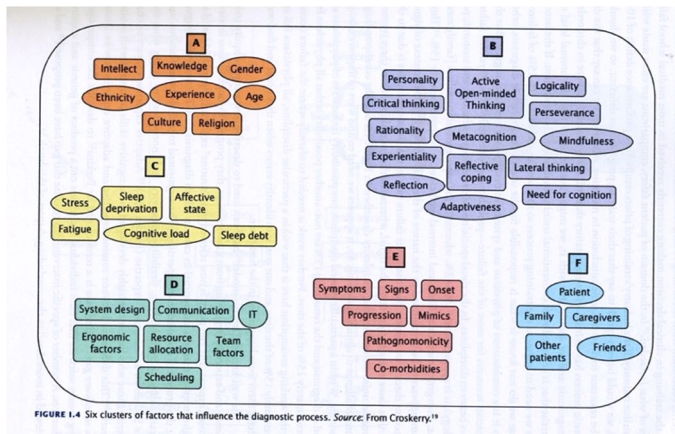 A
Intellect
Knowledge
Gender
Ethnicity
Experience
Age
Culture
Religion
B
Personality
Active
Open-minded
Thinking
Logicality
Critical thinking
Perseverance
Rationality
Metacognition
Mindfulness
Experientiality
Reflective
coping
Lateral thinking
Reflection
Need for cognition
Adaptiveness
C
Stress
Sleep
deprivation
Affective
state
Fatigue
Cognitive load
Sleep debt
D
System design
Communication
IT
Ergonomic
factors
Resource
allocation
Team
factors
Scheduling
E
Symptoms
Signs
Onset
Progression
Mimics
Pathognomonicity
Co-morbidities
F
Patient
Family
Caregivers
Other
patients
Friends
FIGURE I.4 Six clusters of factors that influence the diagnostic process. Source: From Croskerry.¹⁹